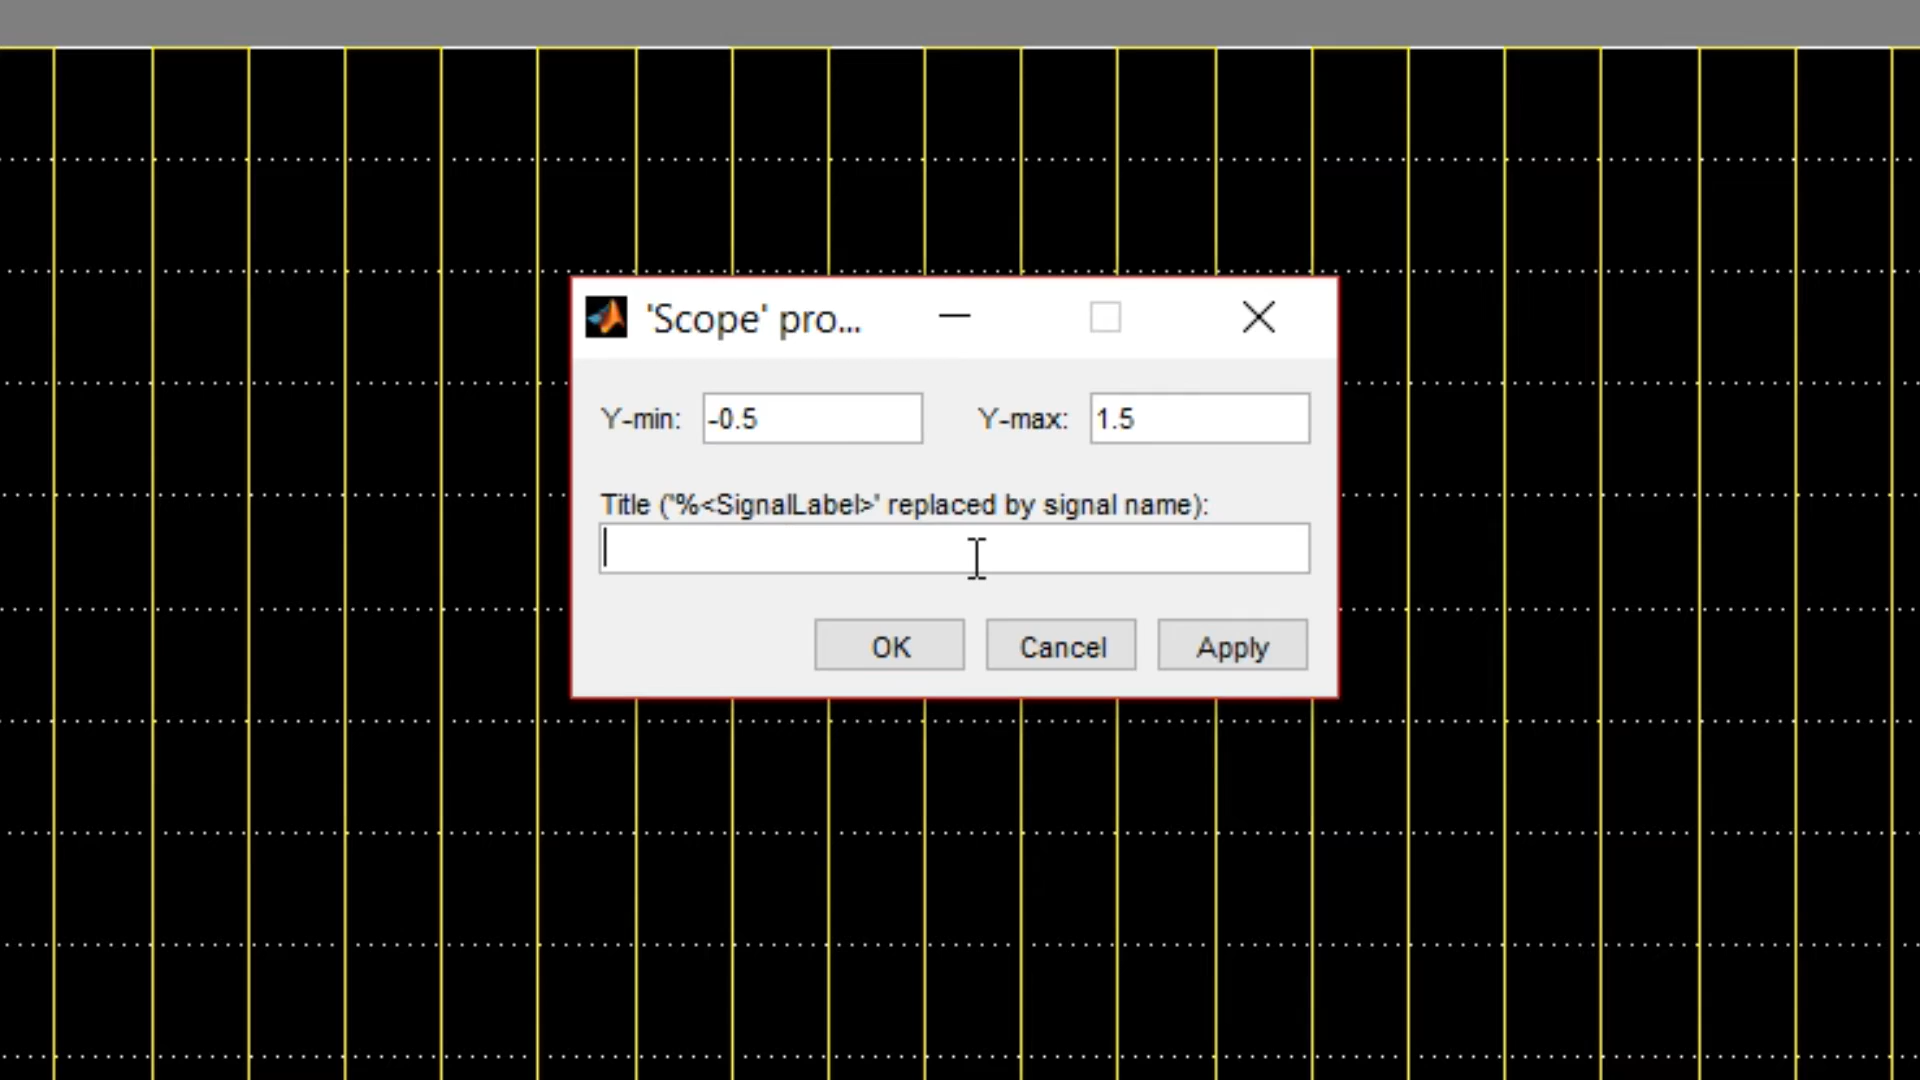 'Scope' pro...
Y-min: -0.5 Y-max: 1.5
Title ('%<SignalLabel>' replaced by signal name):
OK Cancel Apply